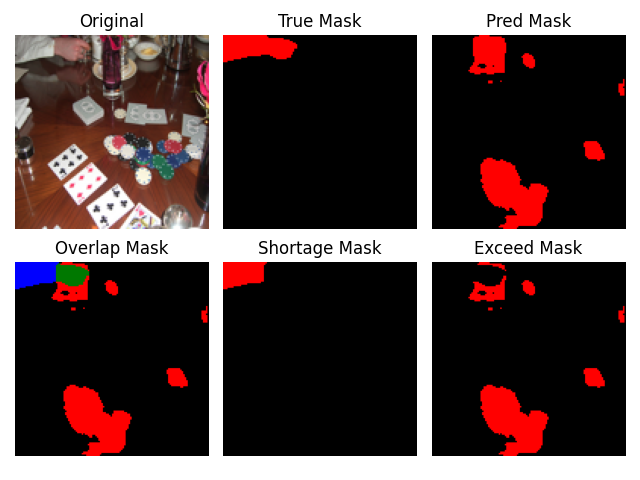 Original
True Mask
Pred Mask
Overlap Mask
Shortage Mask
Exceed Mask